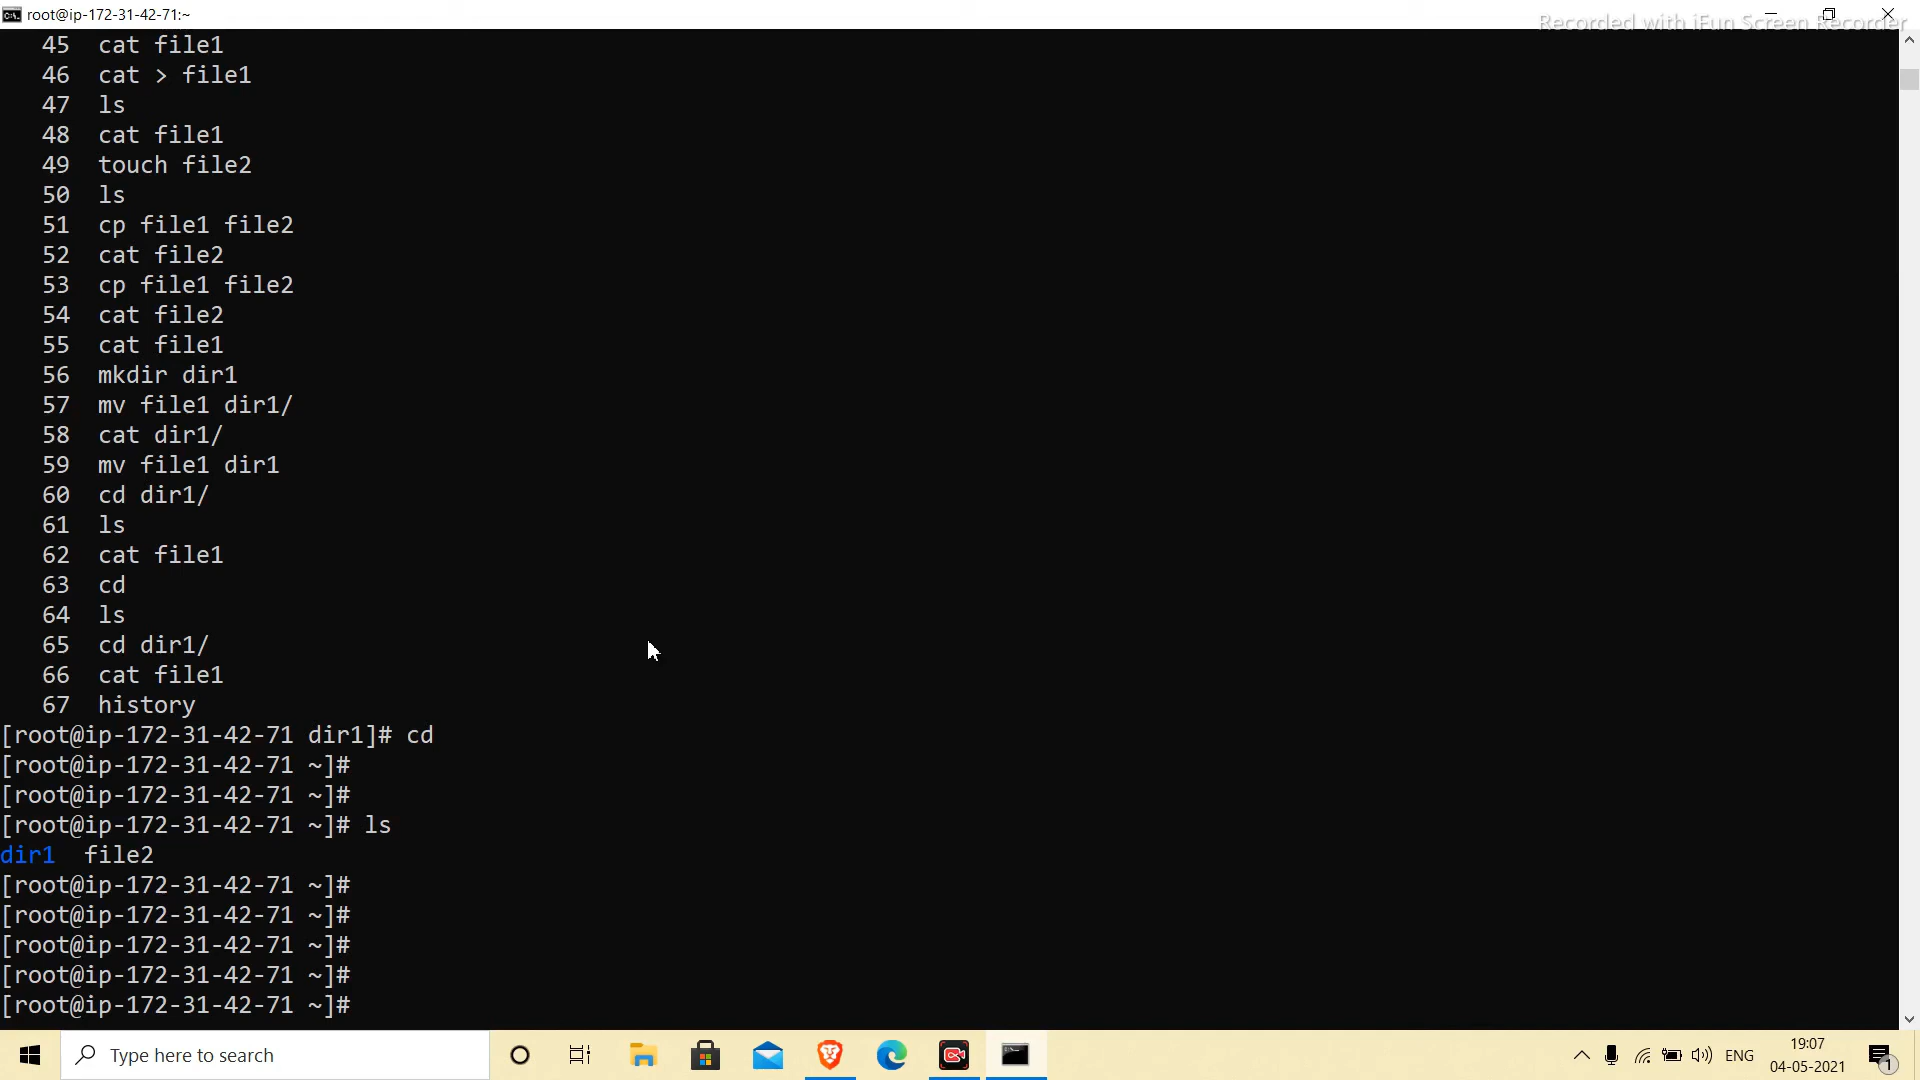 root@ip-172-31-42-71:~
Recorded with iFun Screen Recorder
45 cat file1
46 cat > file1
47 ls
48 cat file1
49 touch file2
50 ls
51 cp file1 file2
52 cat file2
53 cp file1 file2
54 cat file2
55 cat file1
56 mkdir dir1
57 mv file1 dir1/
58 cat dir1/
59 mv file1 dir1
60 cd dir1/
61 ls
62 cat file1
63 cd
64 ls
65 cd dir1/
66 cat file1
67 history
[root@ip-172-31-42-71 dir1]# cd
[root@ip-172-31-42-71 ~]#
[root@ip-172-31-42-71 ~]#
[root@ip-172-31-42-71 ~]# ls
dir1 file2
[root@ip-172-31-42-71 ~]#
[root@ip-172-31-42-71 ~]#
[root@ip-172-31-42-71 ~]#
[root@ip-172-31-42-71 ~]#
[root@ip-172-31-42-71 ~]#
Type here to search
ENG
19:07
04-05-2021
1